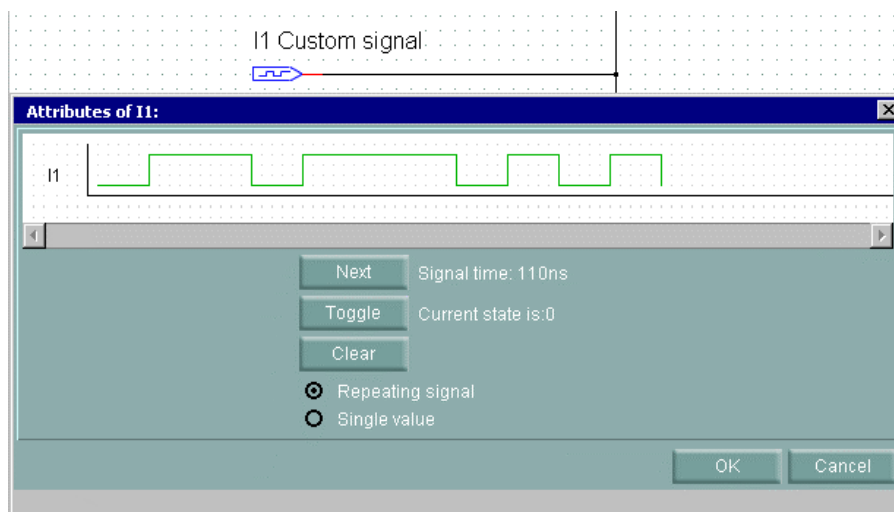 I1 Custom signal
Attributes of I1:
I1
Next Signal time: 110ns
Toggle Current state is:0
Clear
Repeating signal
Single value
OK Cancel